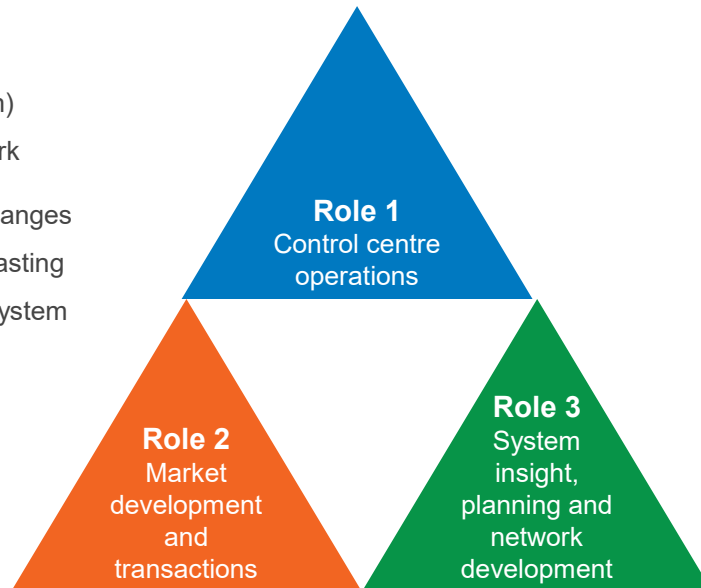 n)
rk
anges
asting
ystem
Role 1
Control centre
operations
Role 2
Market
development
and
transactions
Role 3
System
insight,
planning and
network
development